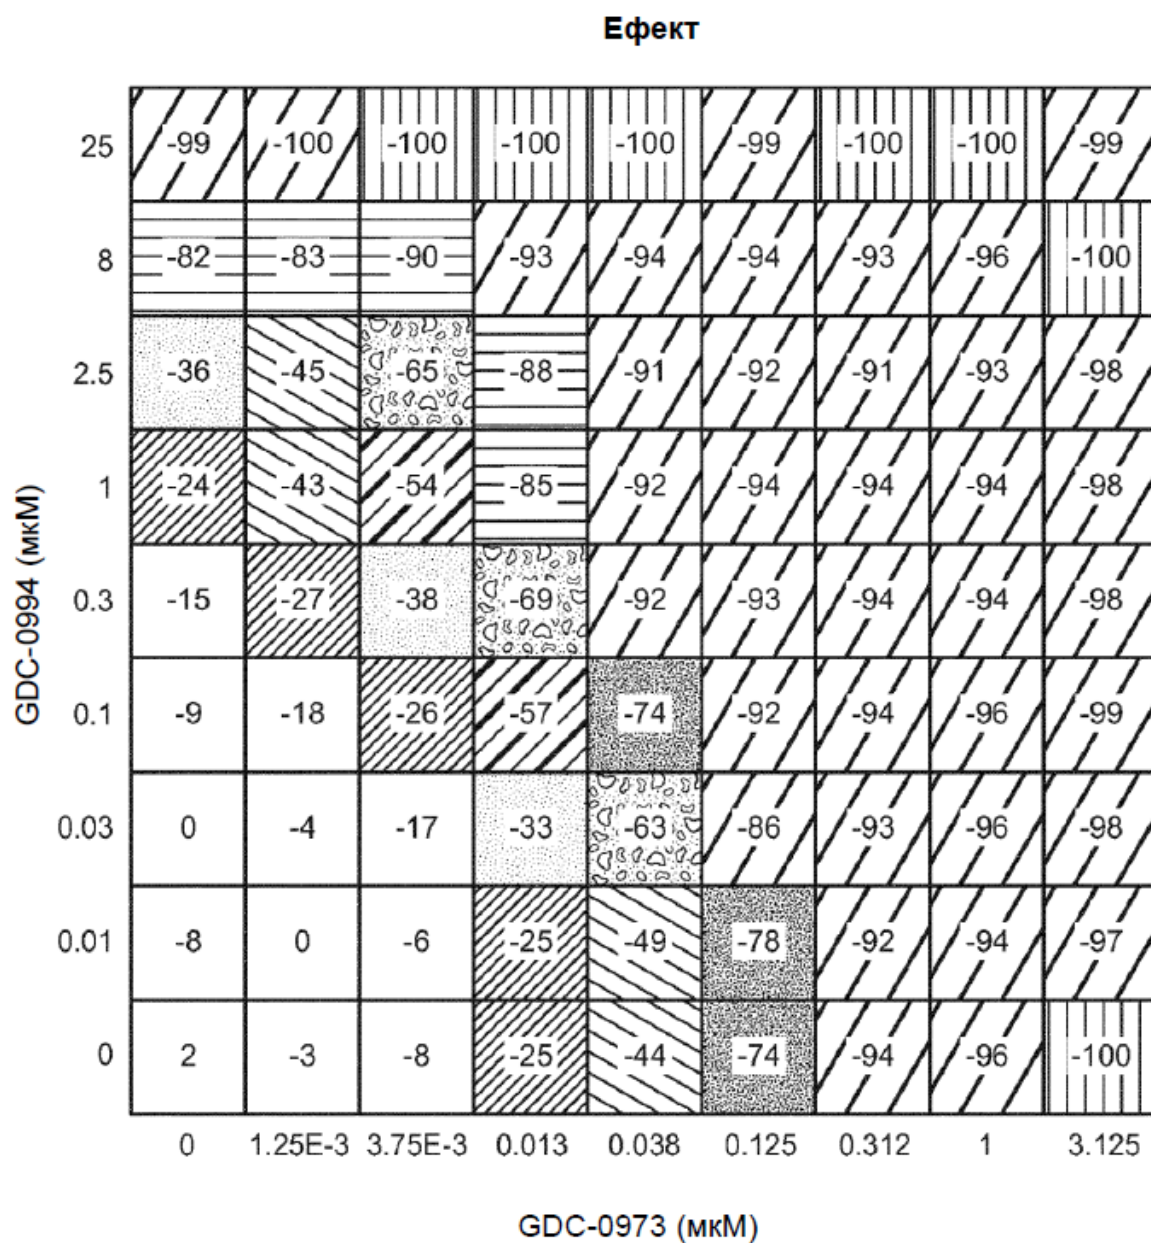 Ефект
25 -99 -100 -100 -100 -100 -99 -100 -100 -99
8 -82 -83 -90 -93 -94 -94 -93 -96 -100
2.5 -36 -45 -65 -88 -91 -92 -91 -93 -98
1 -24 -43 -54 -85 -92 -94 -94 -94 -98
0.3 -15 -27 -38 -69 -92 -93 -94 -94 -98
0.1 -9 -18 -26 -57 -74 -92 -94 -96 -99
0.03 0 -4 -17 -33 -63 -86 -93 -96 -98
0.01 -8 0 -6 -25 -49 -78 -92 -94 -97
0 2 -3 -8 -25 -44 -74 -94 -96 -100
0 1.25E-3 3.75E-3 0.013 0.038 0.125 0.312 1 3.125
GDC-0994 (мкМ)
GDC-0973 (мкМ)